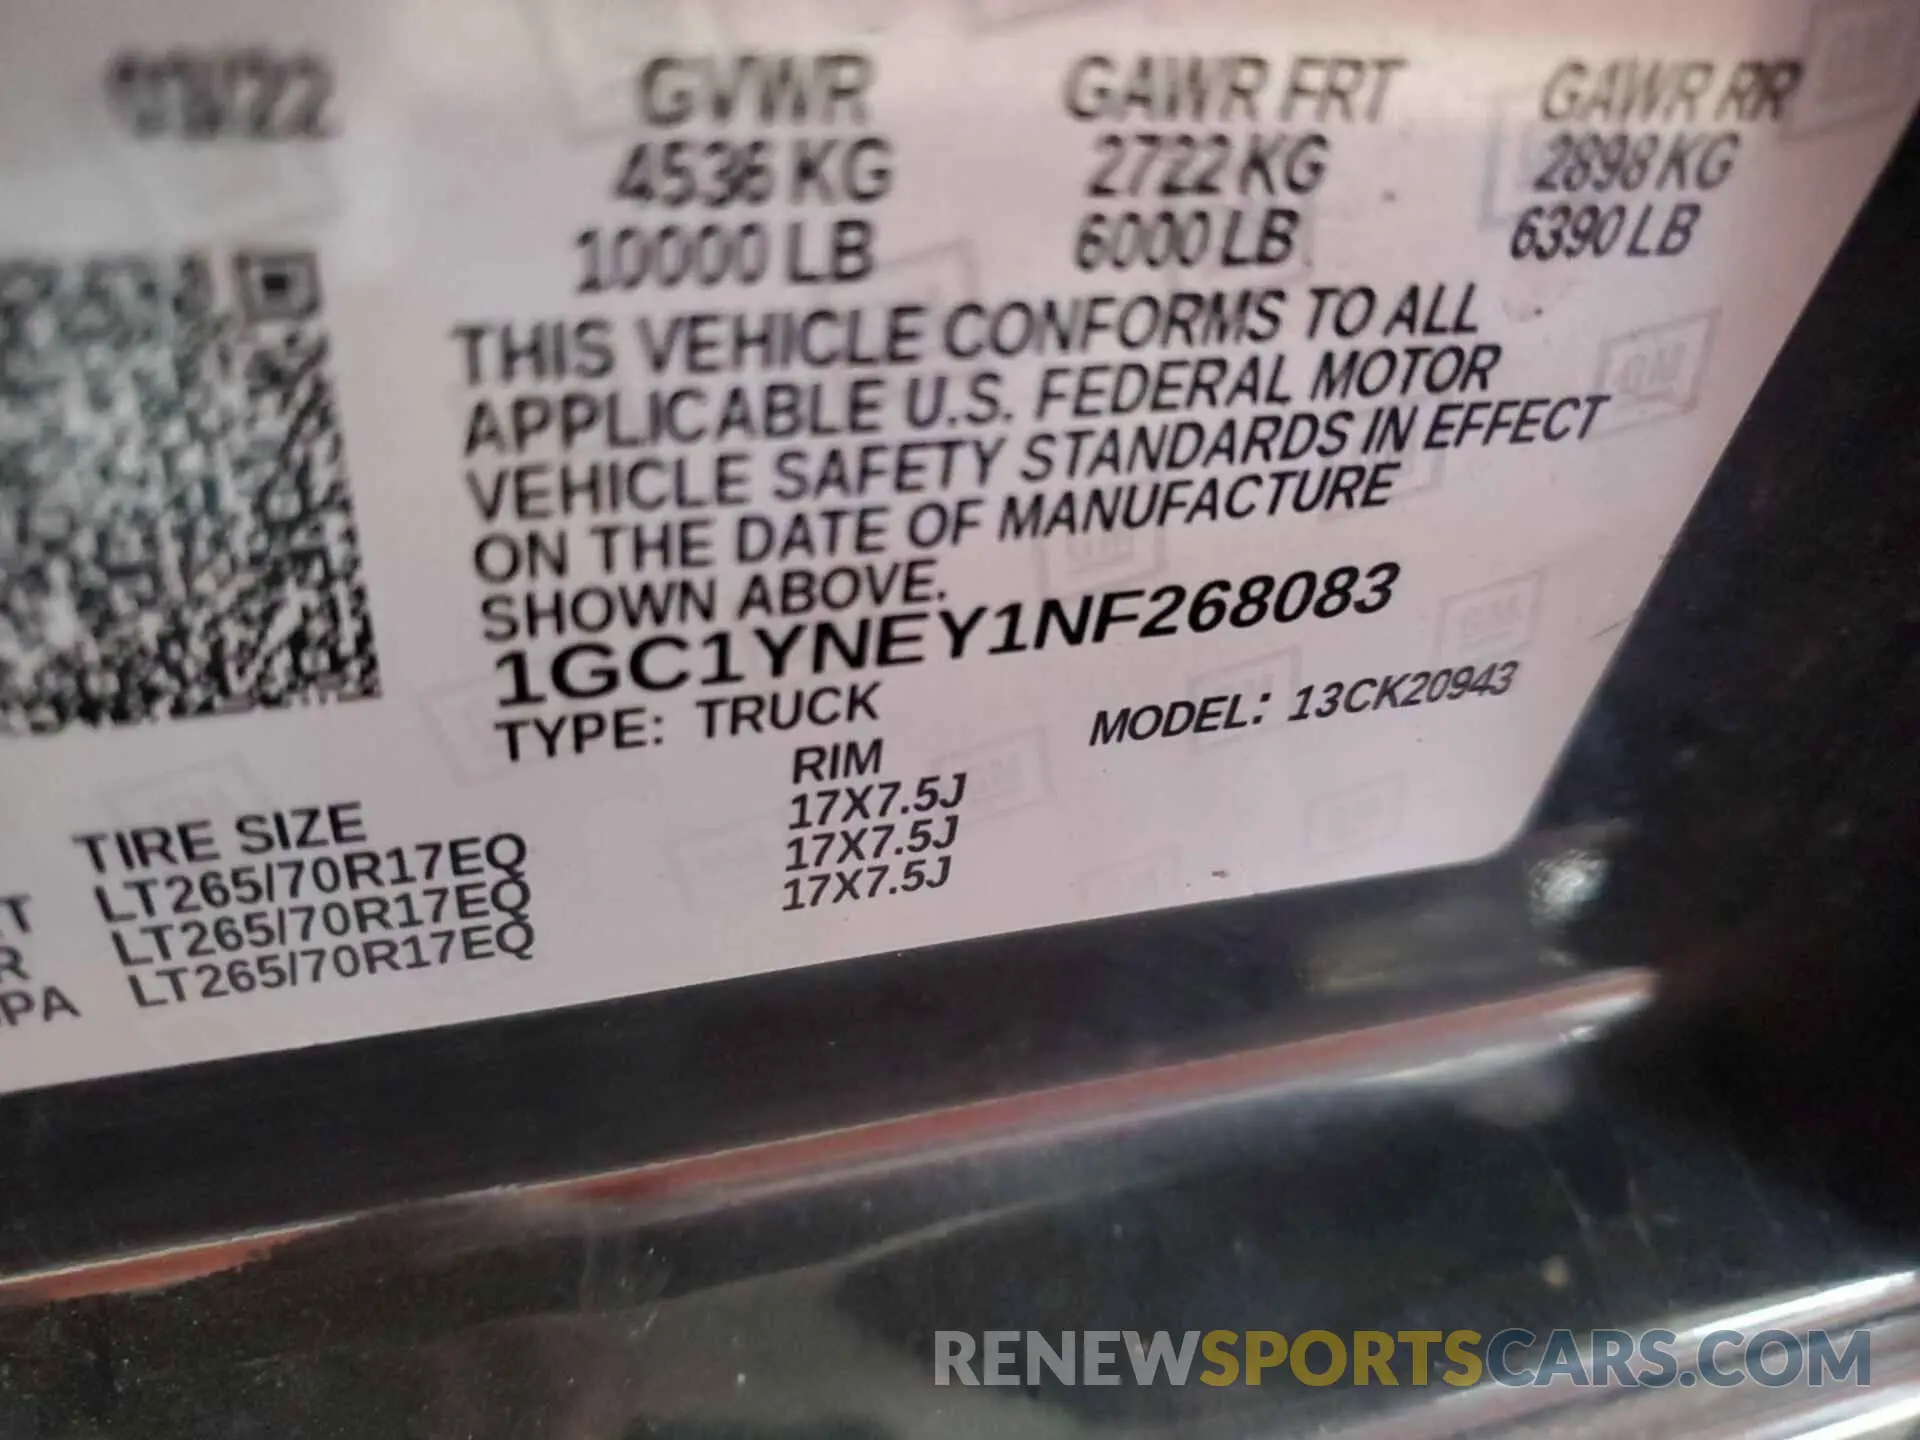 GVWR GAWR FRT GAWR RR
4536 KG 2722 KG 2898 KG
10000 LB 6000 LB 6390 LB
THIS VEHICLE CONFORMS TO ALL
APPLICABLE U.S. FEDERAL MOTOR
VEHICLE SAFETY STANDARDS IN EFFECT
ON THE DATE OF MANUFACTURE
SHOWN ABOVE.
1GC1YNEY1NF268083
TYPE: TRUCK MODEL: 13CK20943
TIRE SIZE RIM
LT265/70R17EQ 17X7.5J
LT265/70R17EQ 17X7.5J
LT265/70R17EQ 17X7.5J
RENEWSPORTSCARS.COM